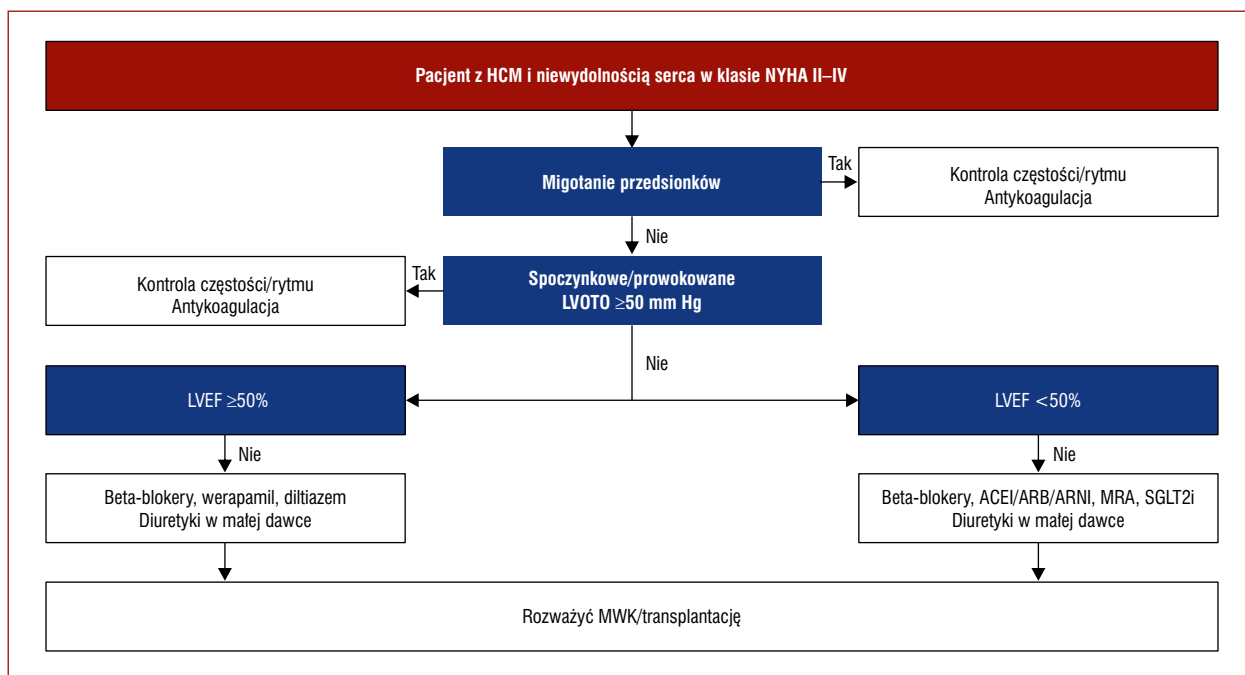 Pacjent z HCM i niewydolnością serca w klasie NYHA II–IV
Migotanie przedsionków
Tak
Kontrola częstości/rytmu
Antykoagulacja
Nie
Kontrola częstości/rytmu
Antykoagulacja
Tak
Spoczynkowe/prowokowane
LVOTO ≥50 mm Hg
Nie
LVEF ≥50%
LVEF <50%
Nie
Nie
Beta-blokery, werapamil, diltiazem
Diuretyki w małej dawce
Beta-blokery, ACEI/ARB/ARNI, MRA, SGLT2i
Diuretyki w małej dawce
Rozważyć MWK/transplantację